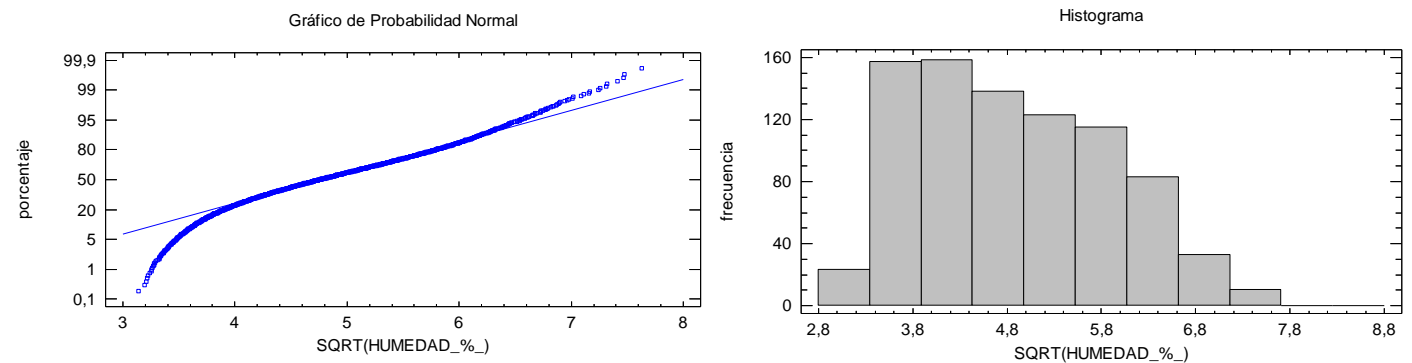 Gráfico de Probabilidad Normal
porcentaje
99,9
99
95
80
50
20
5
1
0,1
3 4 5 6 7 8
SQRT(HUMEDAD_%_)
Histograma
frecuencia
160
120
80
40
0
2,8 3,8 4,8 5,8 6,8 7,8 8,8
SQRT(HUMEDAD_%_)